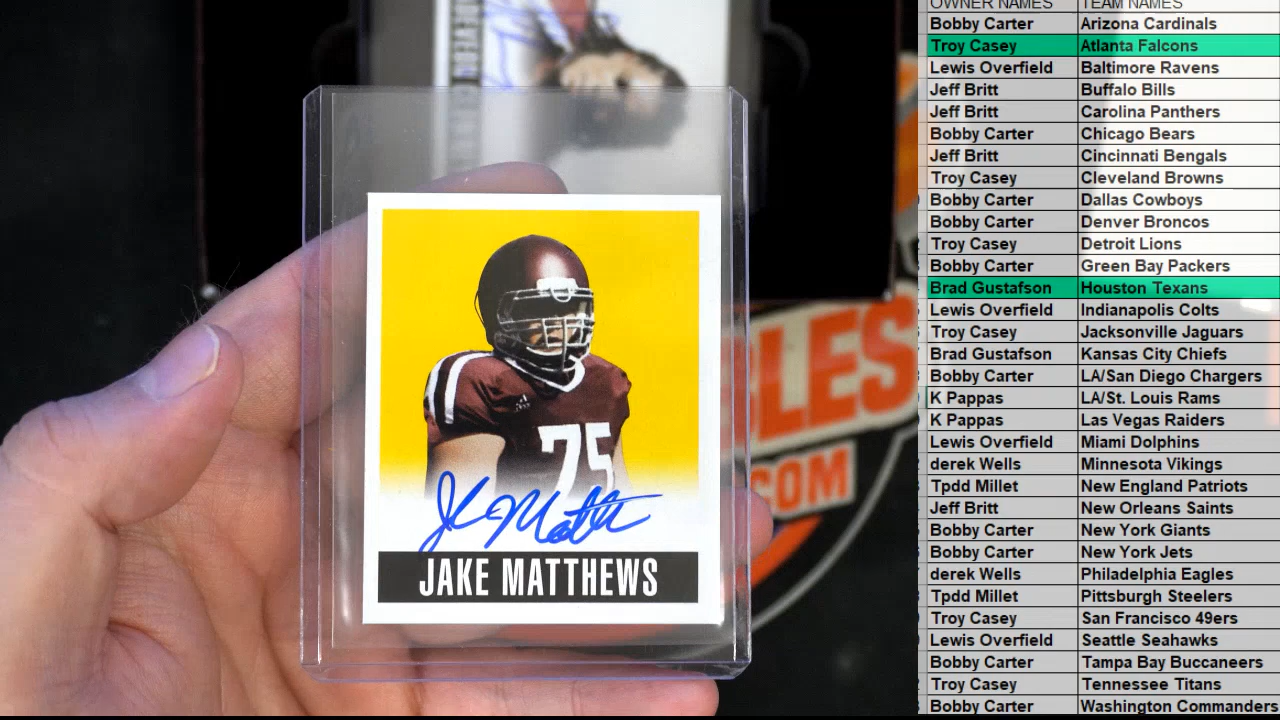 OWNER NAMES TEAM NAMES
Bobby Carter Arizona Cardinals
Troy Casey Atlanta Falcons
Lewis Overfield Baltimore Ravens
Jeff Britt Buffalo Bills
Jeff Britt Carolina Panthers
Bobby Carter Chicago Bears
Jeff Britt Cincinnati Bengals
Troy Casey Cleveland Browns
Bobby Carter Dallas Cowboys
Bobby Carter Denver Broncos
Troy Casey Detroit Lions
Bobby Carter Green Bay Packers
Brad Gustafson Houston Texans
Lewis Overfield Indianapolis Colts
Troy Casey Jacksonville Jaguars
Brad Gustafson Kansas City Chiefs
Bobby Carter LA/San Diego Chargers
K Pappas LA/St. Louis Rams
K Pappas Las Vegas Raiders
Lewis Overfield Miami Dolphins
derek Wells Minnesota Vikings
Tpdd Millet New England Patriots
Jeff Britt New Orleans Saints
Bobby Carter New York Giants
Bobby Carter New York Jets
derek Wells Philadelphia Eagles
Tpdd Millet Pittsburgh Steelers
Troy Casey San Francisco 49ers
Lewis Overfield Seattle Seahawks
Bobby Carter Tampa Bay Buccaneers
Troy Casey Tennessee Titans
Bobby Carter Washington Commanders
75
JAKE MATTHEWS
BLES
.COM